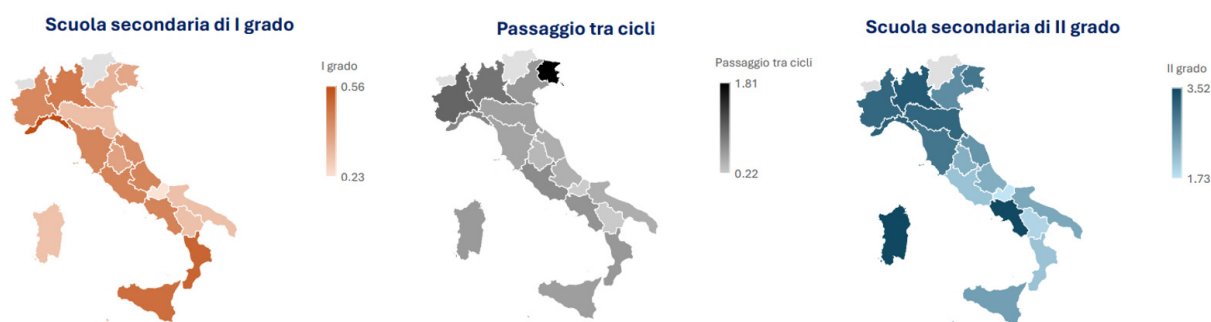 Scuola secondaria di I grado
I grado
0.56
0.23
Passaggio tra cicli
Passaggio tra cicli
1.81
0.22
Scuola secondaria di II grado
II grado
3.52
1.73